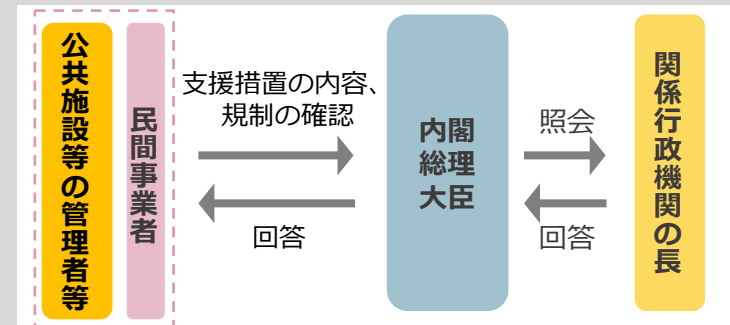 公共施設等の管理者等
民間事業者
支援措置の内容、
規制の確認
回答
内閣
総理
大臣
照会
回答
関係行政機関の長